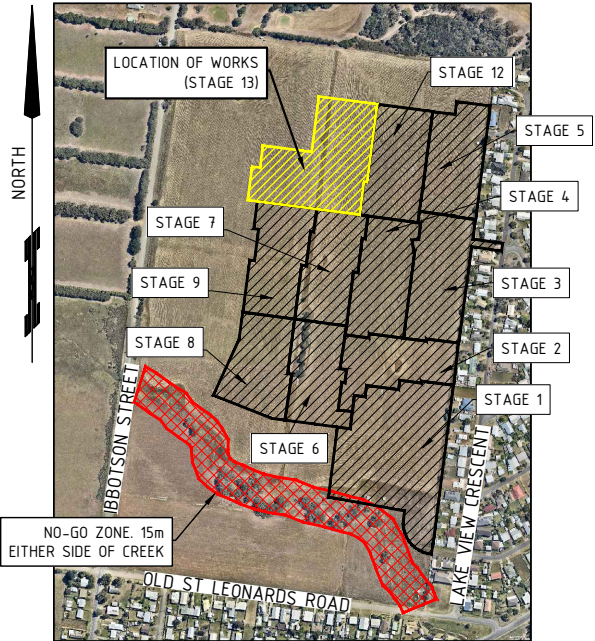 LOCATION OF WORKS
(STAGE 13)
STAGE 12
STAGE 5
NORTH
STAGE 4
STAGE 7
STAGE 9
STAGE 3
STAGE 8
STAGE 2
STAGE 1
STAGE 6
IBBOTSON STREET
LAKE VIEW CRESCENT
NO-GO ZONE. 15m
EITHER SIDE OF CREEK
OLD ST LEONARDS ROAD